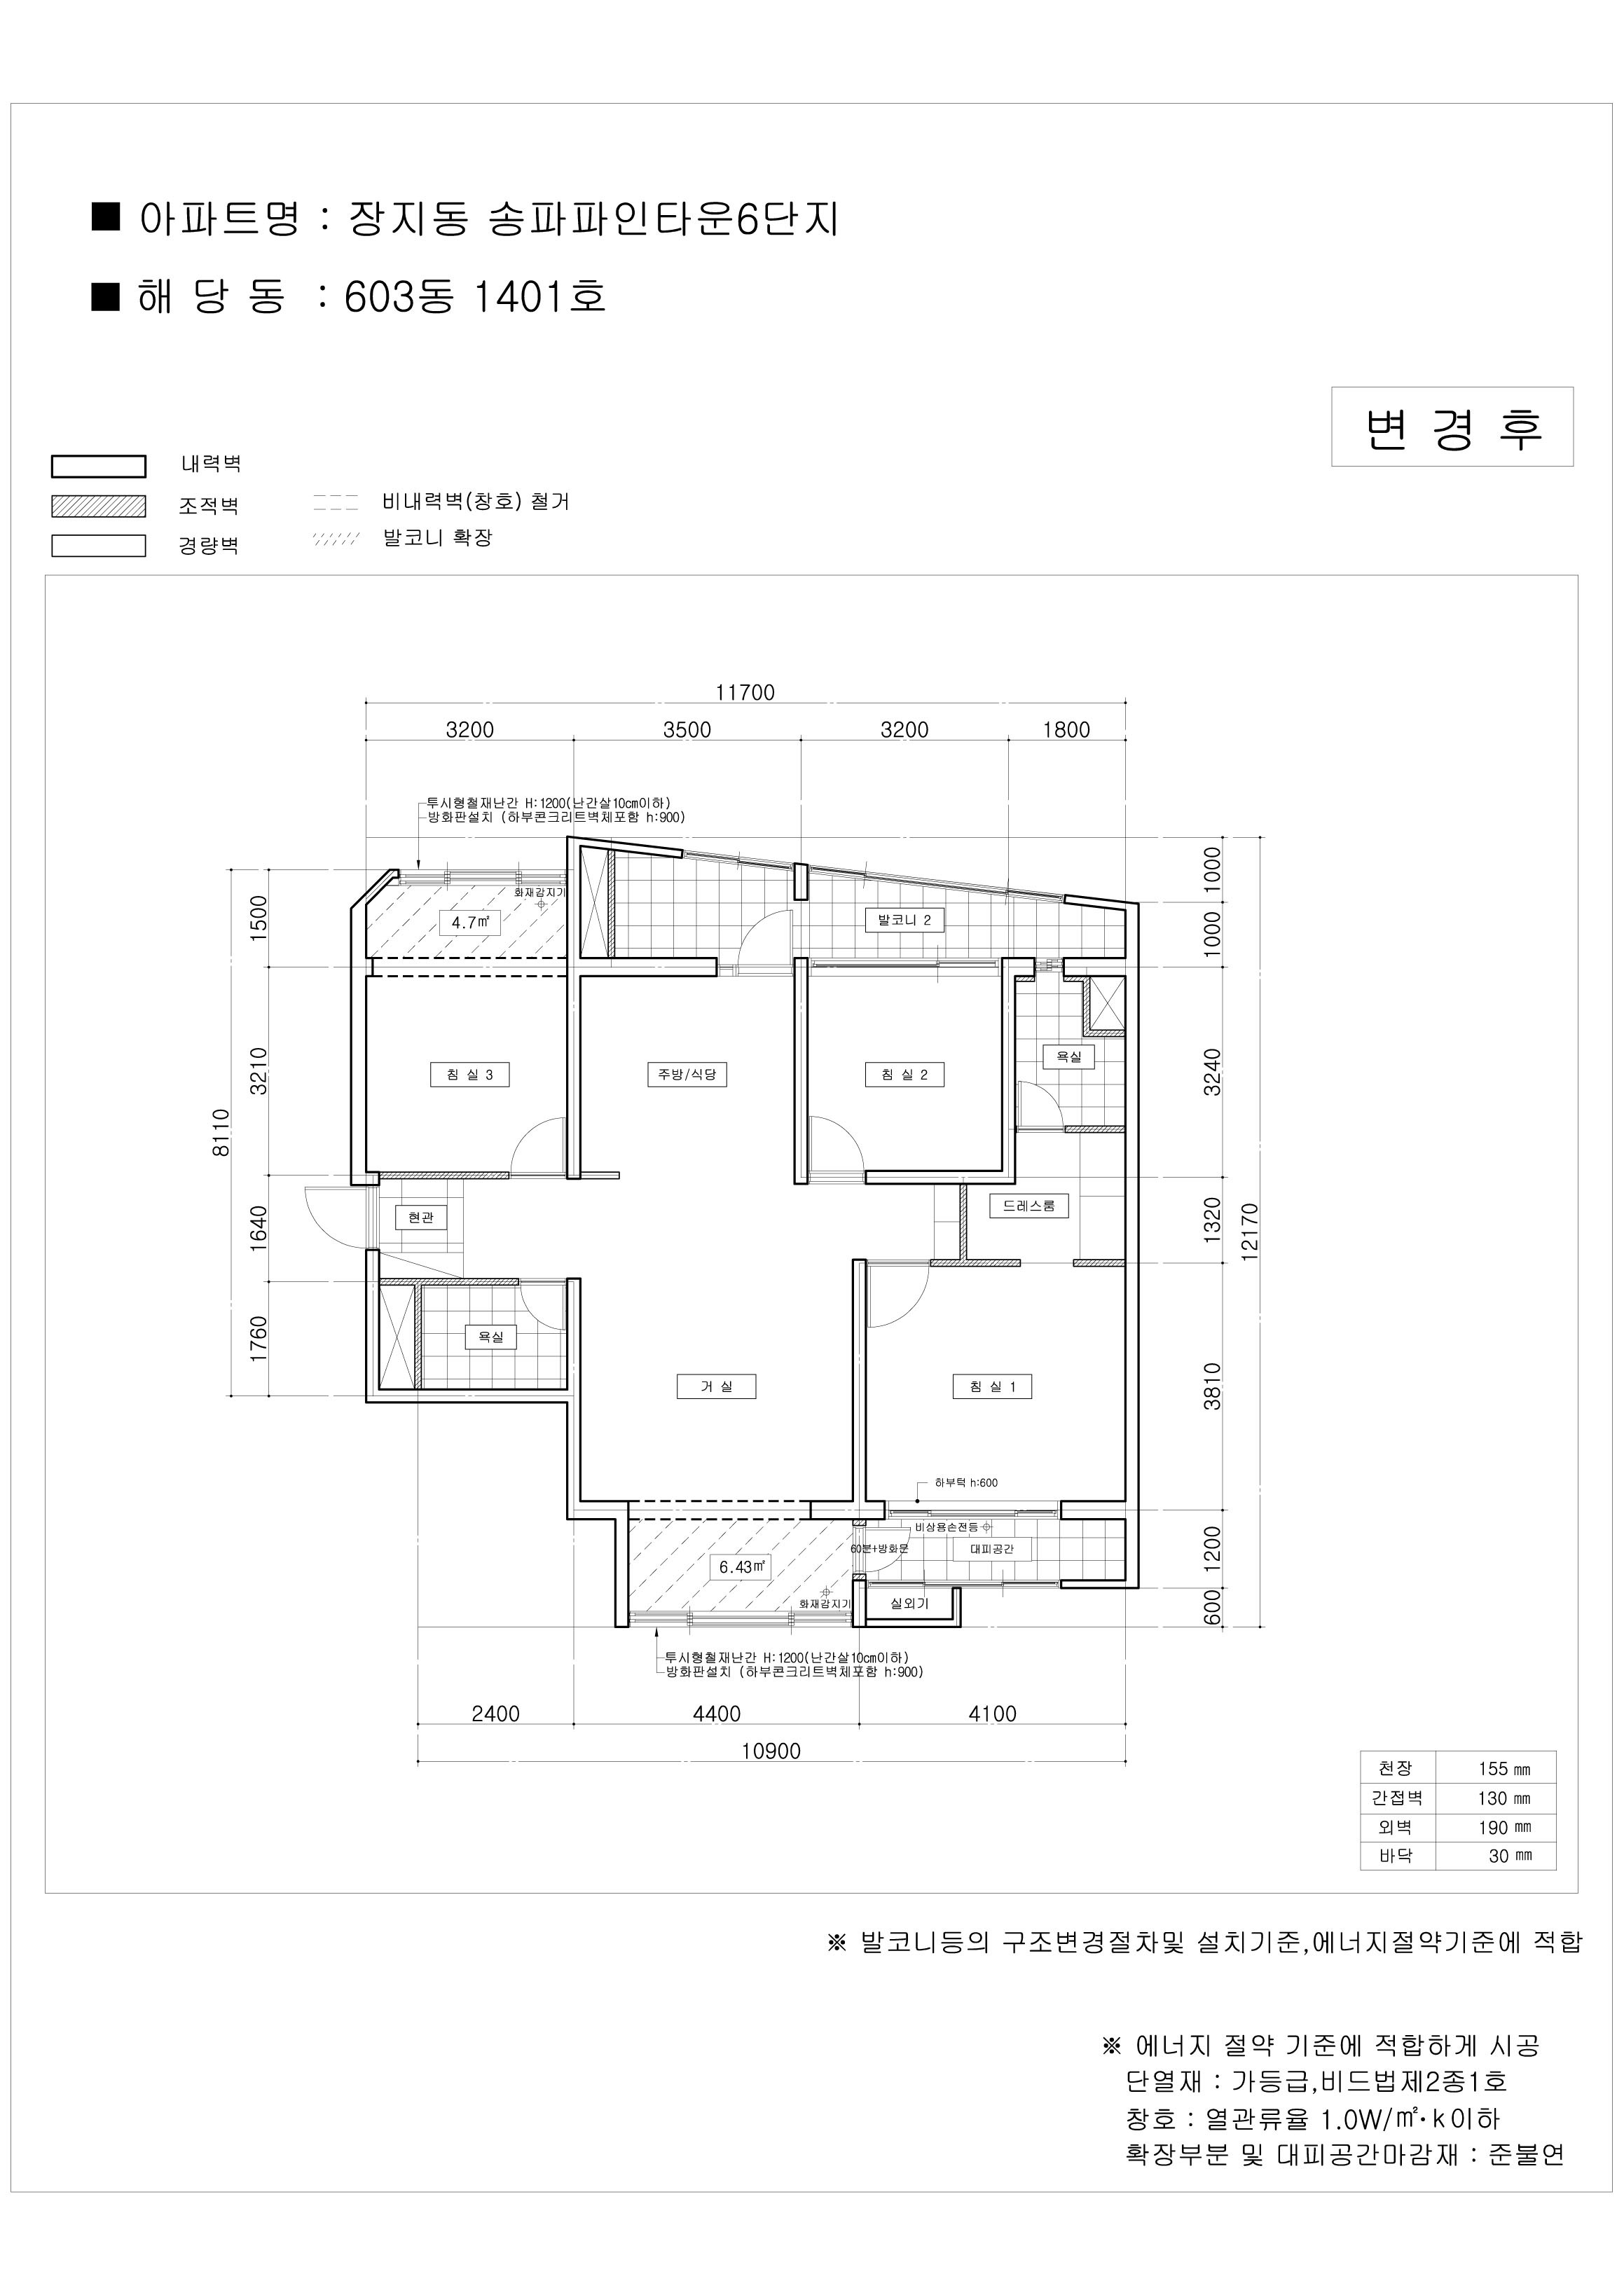 ■ 아파트명 : 장지동 송파파인타운6단지
■ 해 당 동 : 603동 1401호
변 경 후
내력벽
조적벽
비내력벽(창호) 철거
경량벽
발코니 확장
11700
3200 3500 3200 1800
투시형철재난간 H:1200(난간살10cm이하)
방화판설치 (하부콘크리트벽체포함 h:900)
화재감지기
4.7㎡
발코니 2
1500
3210
1640
1760
8110
1000
1000
3240
1320
3810
1200
600
12170
침 실 3
주방/식당
침 실 2
욕실
현관
드레스룸
욕실
거 실
침 실 1
하부턱 h:600
비상용손전등
60분+방화문
대피공간
6.43㎡
화재감지기
실외기
투시형철재난간 H:1200(난간살10cm이하)
방화판설치 (하부콘크리트벽체포함 h:900)
2400 4400 4100
10900
천장 155 ㎜
간접벽 130 ㎜
외벽 190 ㎜
바닥 30 ㎜
※ 발코니등의 구조변경절차및 설치기준,에너지절약기준에 적합
※ 에너지 절약 기준에 적합하게 시공
단열재 : 가등급,비드법제2종1호
창호 : 열관류율 1.0W/㎡·k이하
확장부분 및 대피공간마감재 : 준불연